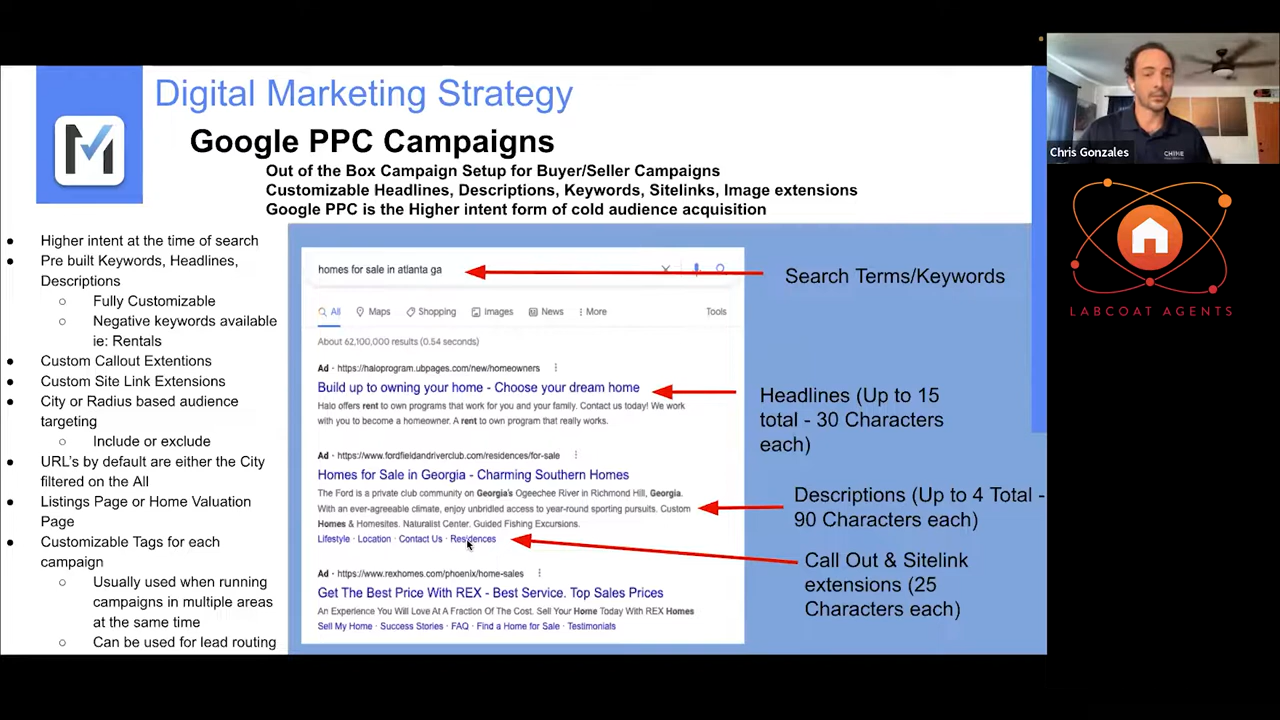 Digital Marketing Strategy
Google PPC Campaigns
Out of the Box Campaign Setup for Buyer/Seller Campaigns
Customizable Headlines, Descriptions, Keywords, Sitelinks, Image extensions
Google PPC is the Higher intent form of cold audience acquisition
● Higher intent at the time of search
● Pre built Keywords, Headlines,
Descriptions
○ Fully Customizable
○ Negative keywords available
ie: Rentals
● Custom Callout Extentions
● Custom Site Link Extensions
● City or Radius based audience
targeting
○ Include or exclude
● URL's by default are either the City
filtered on the All
● Listings Page or Home Valuation
Page
● Customizable Tags for each
campaign
○ Usually used when running
campaigns in multiple areas
at the same time
○ Can be used for lead routing
homes for sale in atlanta ga
All Maps Shopping Images News More Tools
About 62,100,000 results (0.54 seconds)
Ad · https://haloprogram.ubpages.com/new/homeowners
Build up to owning your home - Choose your dream home
Halo offers rent to own programs that work for you and your family. Contact us today! We work
with you to become a homeowner. A rent to own program that really works.
Ad · https://www.fordfieldandriverclub.com/residences/for-sale
Homes for Sale in Georgia - Charming Southern Homes
The Ford is a private club community on Georgia's Ogeechee River in Richmond Hill, Georgia.
With an ever-agreeable climate, enjoy unbridled access to year-round sporting pursuits. Custom
Homes & Homesites. Naturalist Center. Guided Fishing Excursions.
Lifestyle · Location · Contact Us · Residences
Ad · https://www.rexhomes.com/phoenix/home-sales
Get The Best Price With REX - Best Service. Top Sales Prices
An Experience You Will Love At A Fraction Of The Cost. Sell Your Home Today With REX Homes
Sell My Home · Success Stories · FAQ · Find a Home for Sale · Testimonials
Search Terms/Keywords
Headlines (Up to 15
total - 30 Characters
each)
Descriptions (Up to 4 Total -
90 Characters each)
Call Out & Sitelink
extensions (25
Characters each)
CHIME
Chris Gonzales
LABCOAT AGENTS